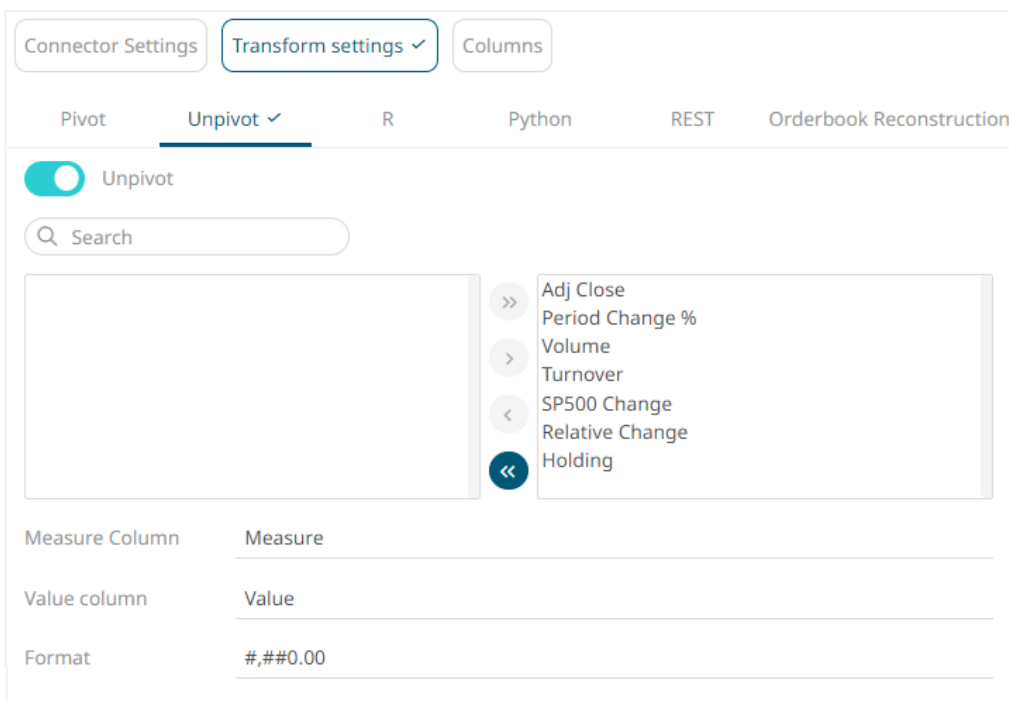 Connector Settings Transform settings Columns
Pivot Unpivot R Python REST Orderbook Reconstruction
Unpivot
Search
Adj Close
Period Change %
Volume
Turnover
SP500 Change
Relative Change
Holding
Measure Column Measure
Value column Value
Format #,##0.00